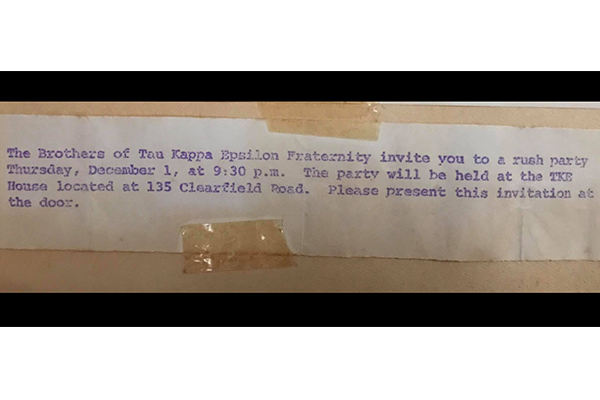 The Brothers of Tau Kappa Epsilon Fraternity invite you to a rush party
Thursday, December 1, at 9:30 p.m.  The party will be held at the TKE
House located at 135 Clearfield Road.  Please present this invitation at
the door.